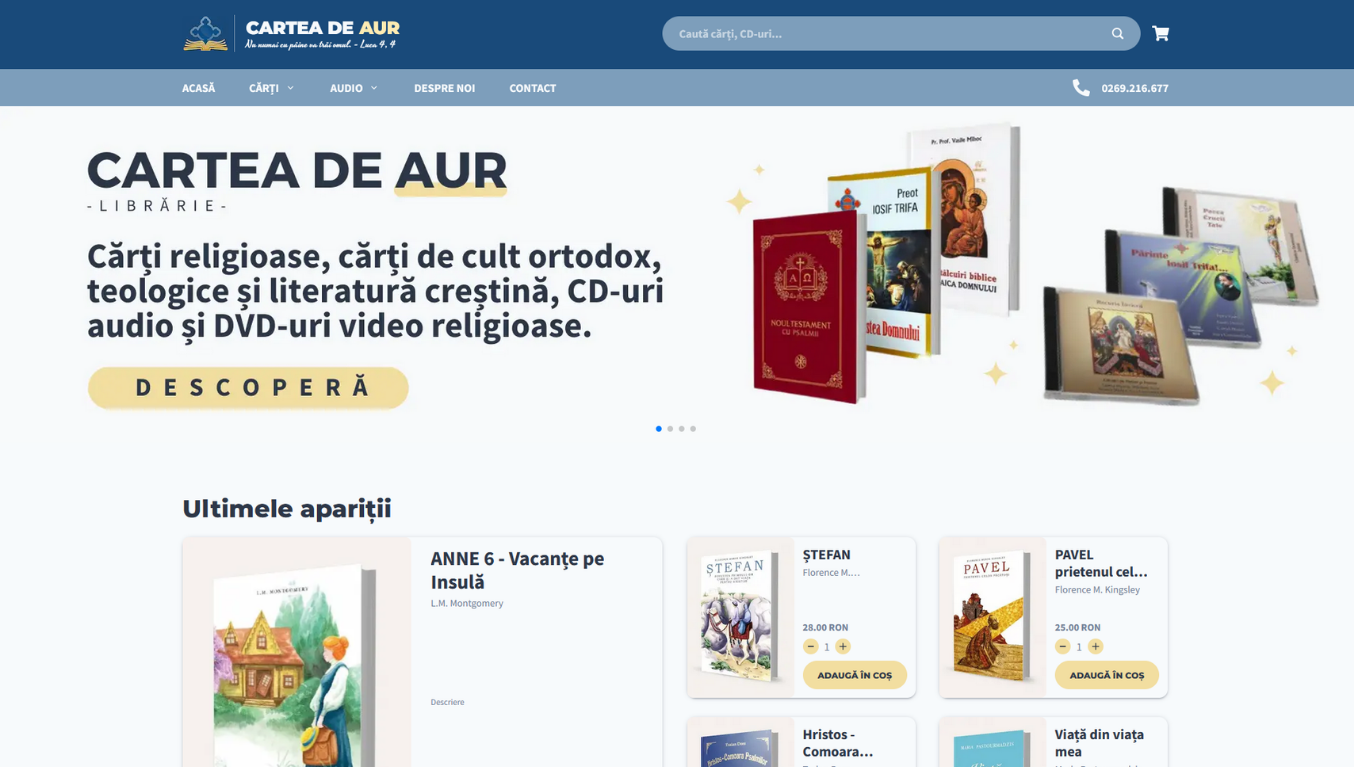 CARTEA DE AUR
Nu numai cu pâine va trăi omul. - Luca 4, 4
Caută cărți, CD-uri...
ACASĂ
CĂRȚI
AUDIO
DESPRE NOI
CONTACT
0269.216.677
CARTEA DE AUR
- LIBRĂRIE -
Cărți religioase, cărți de cult ortodox,
teologice și literatură creștină, CD-uri
audio și DVD-uri video religioase.
DESCOPERĂ
NOUL TESTAMENT
CU PSALMII
Preot
IOSIF TRIFA
Domnului
Pr. Prof. Vasile Mihoc
tâlcuiri biblice
MAICA DOMNULUI
Părinte
Iosif Trifa!...
Ultimele apariții
L.M. MONTGOMERY
ANNE 6 - Vacanțe pe
Insulă
L.M. Montgomery
Descriere
ȘTEFAN
ȘTEFAN
Florence M....
28.00 RON
1
ADAUGĂ ÎN COȘ
PAVEL
PAVEL
prietenul cel...
Florence M. Kingsley
25.00 RON
1
ADAUGĂ ÎN COȘ
Hristos -
Comoara...
Viață din viața
mea